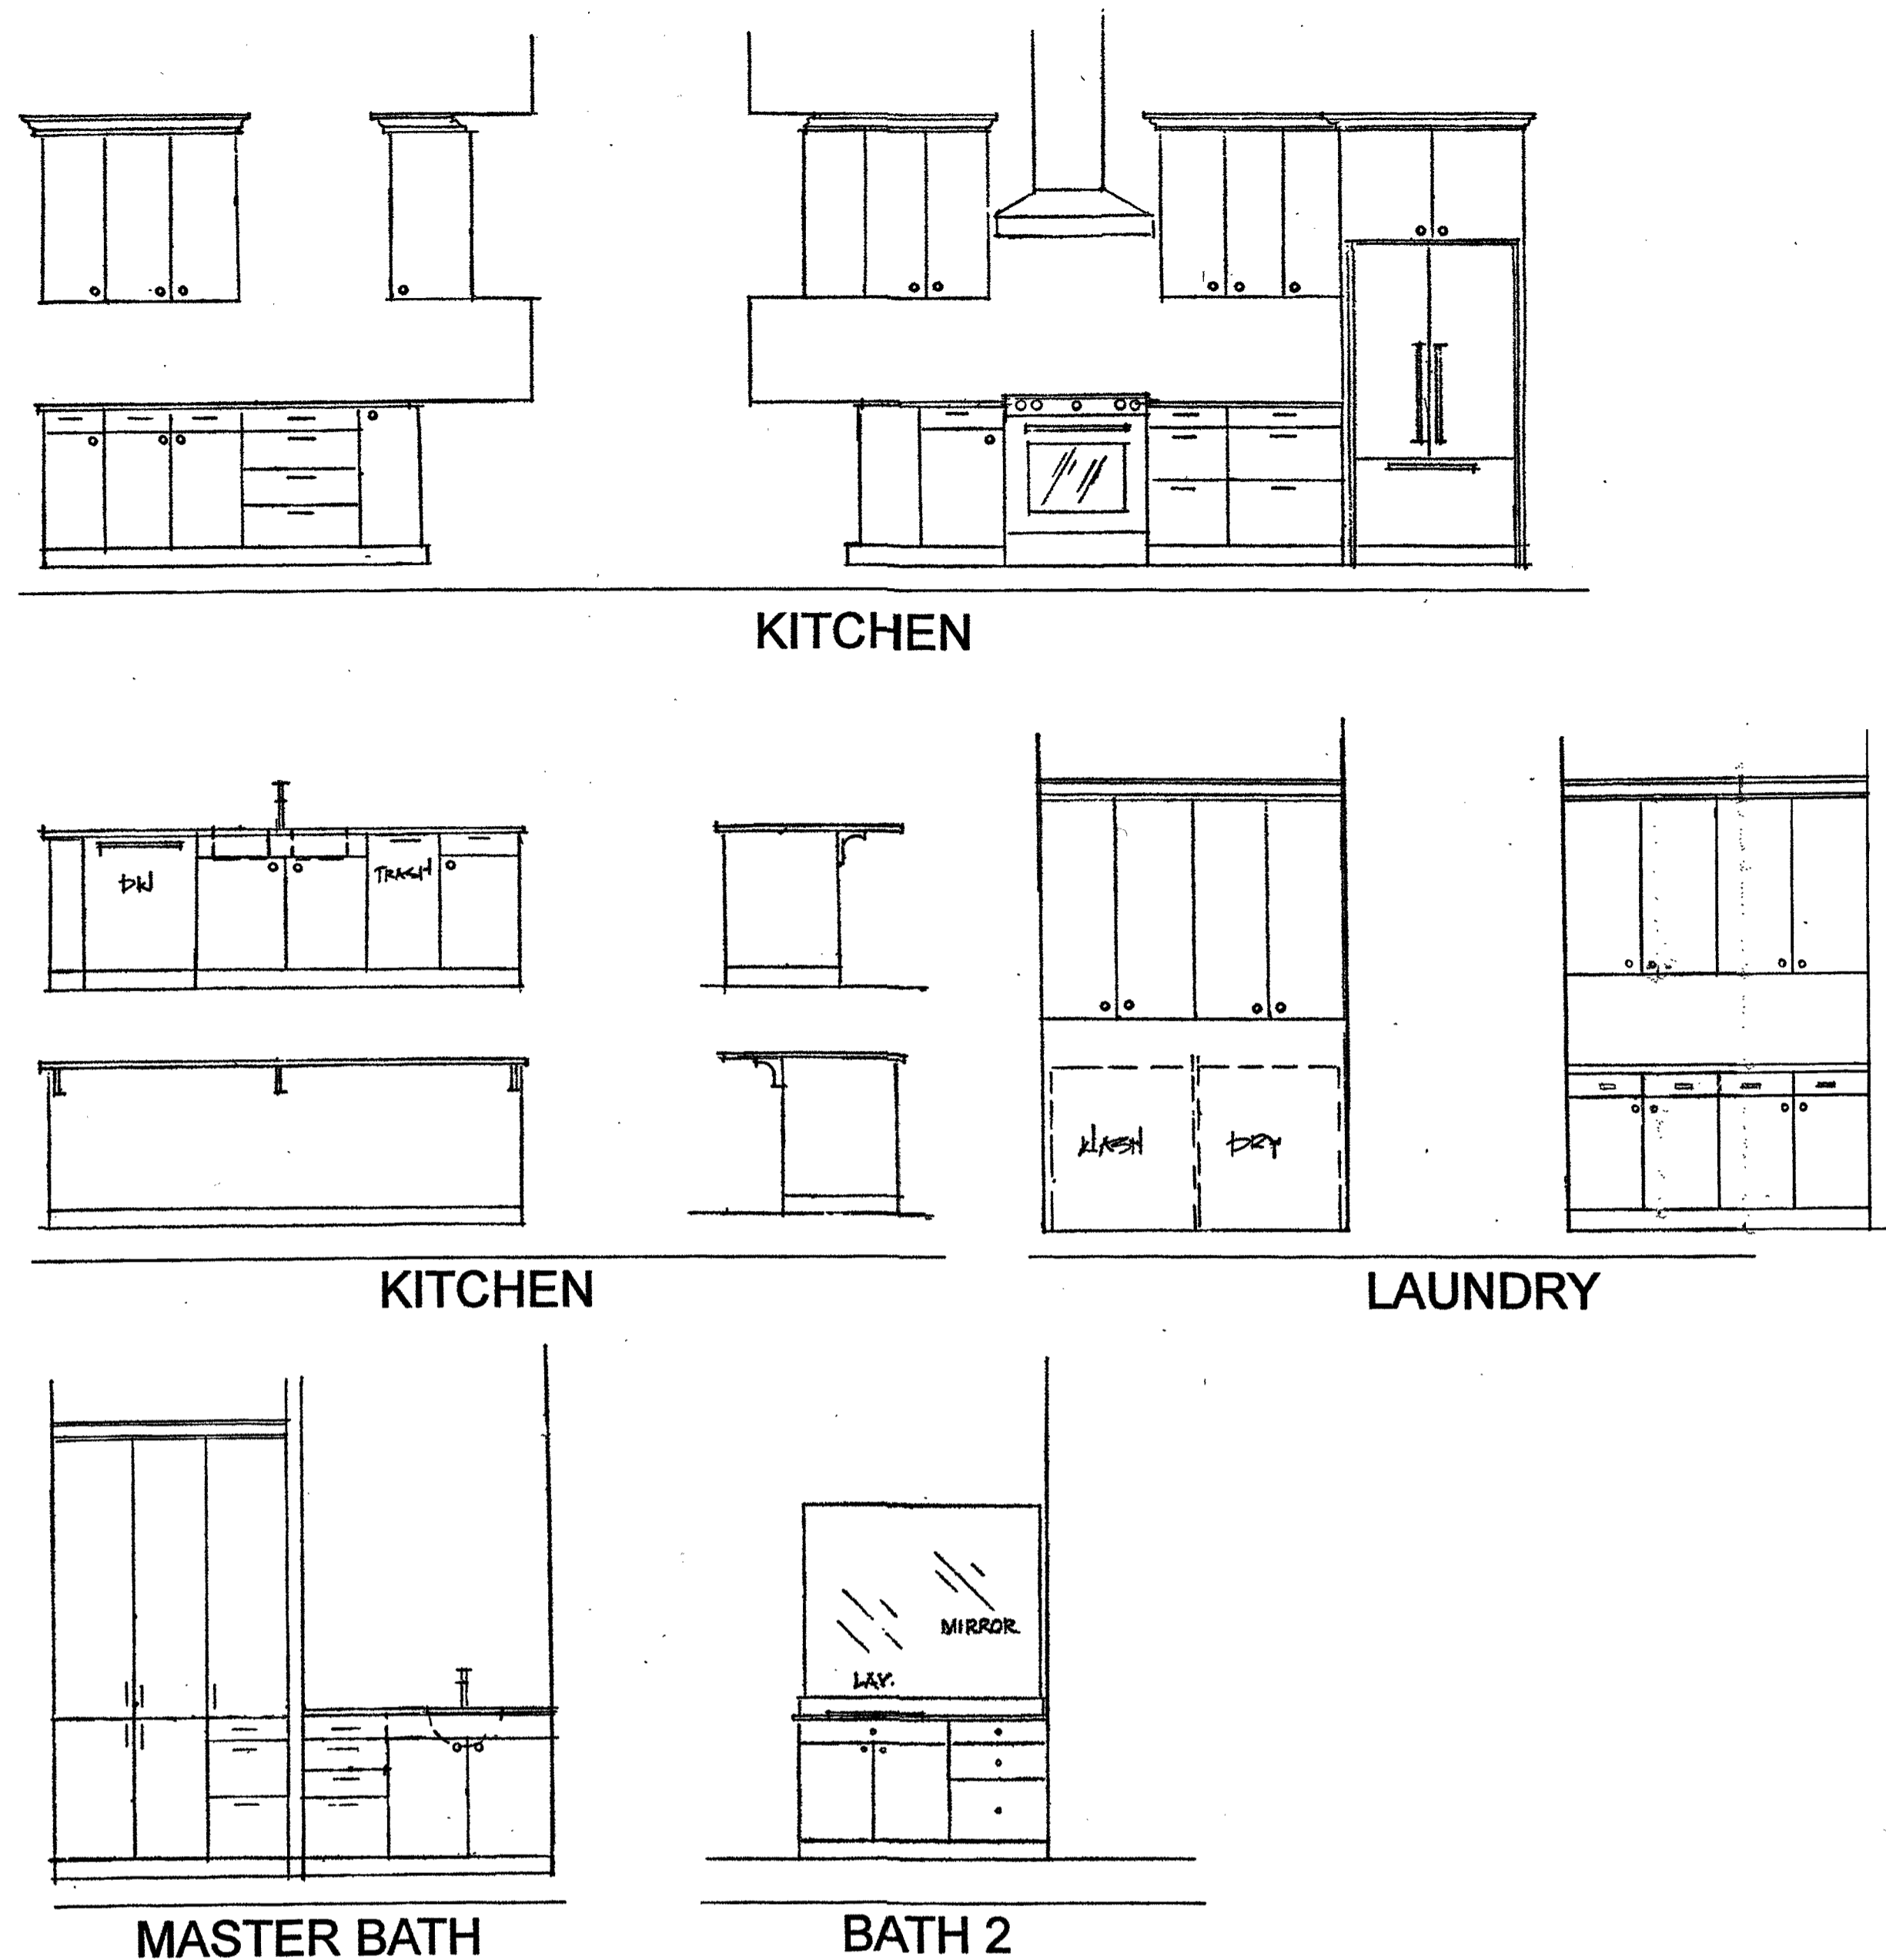 KITCHEN
DW
TRASH
WASH
DRY
KITCHEN
LAUNDRY
MIRROR
LAV.
MASTER BATH
BATH 2